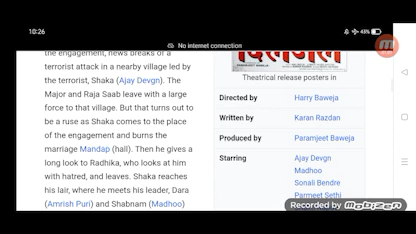 10:26
43%
No internet connection
the engagement, news breaks of a
terrorist attack in a nearby village led
by the terrorist, Shaka (Ajay Devgn). The
Major and Raja Saab leave with a large
force to that village. But that turns out to
be a ruse as Shaka comes to the place
of the engagement and burns the
marriage Mandap (hall). Then he gives a
long look to Radhika, who looks at him
with hatred, and leaves. Shaka reaches
his lair, where he meets his leader, Dara
(Amrish Puri) and Shabnam (Madhoo)
Theatrical release posters in
Directed by Harry Baweja
Written by Karan Razdan
Produced by Paramjeet Baweja
Starring Ajay Devgn
Madhoo
Sonali Bendre
Parmeet Sethi
Recorded by mobizen